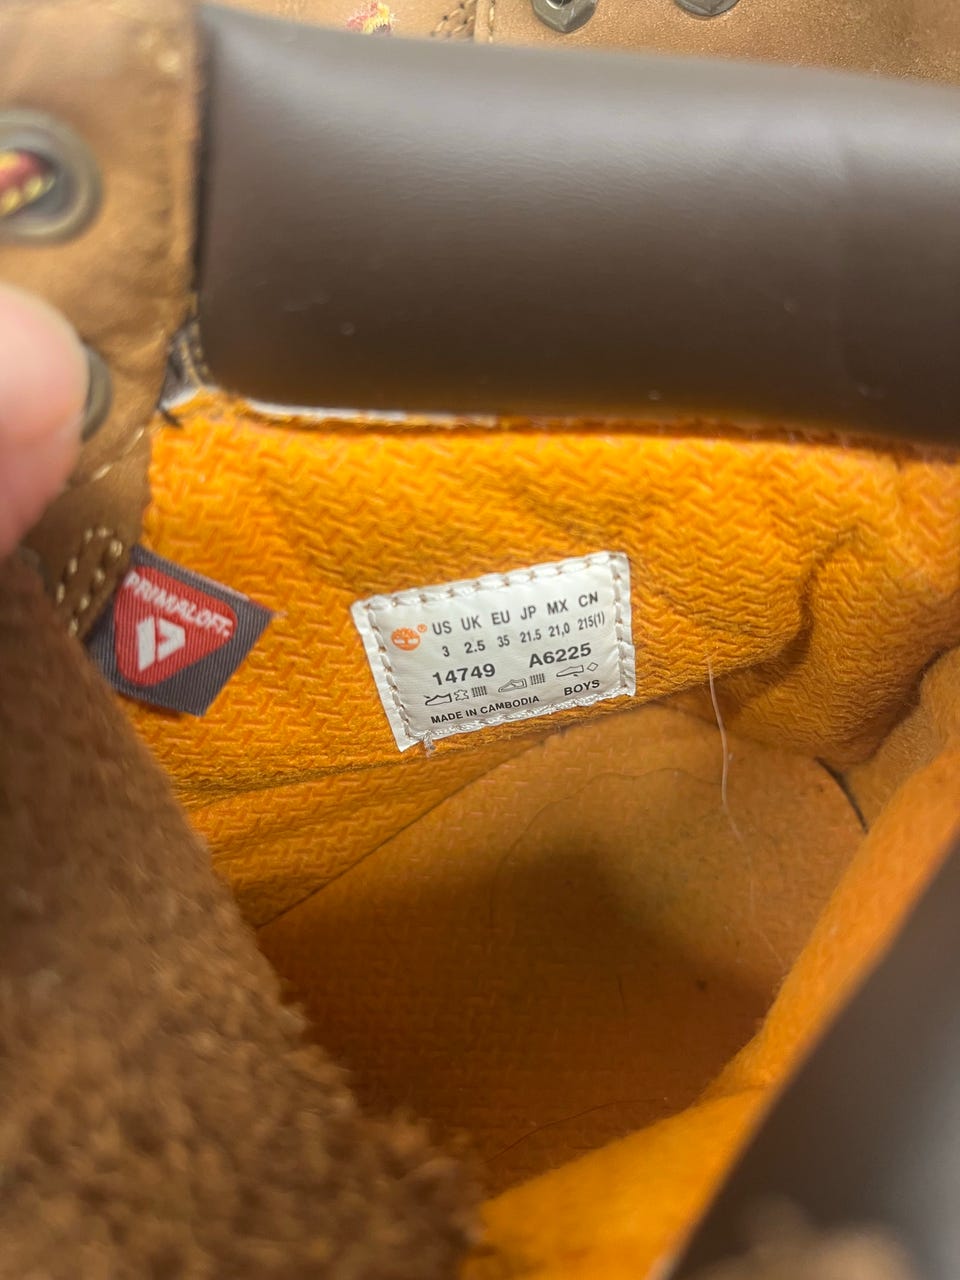 PRIMALOFT.
® US UK EU JP MX CN
3 2.5 35 21.5 21,0 215(1)
14749 A6225
BOYS
MADE IN CAMBODIA